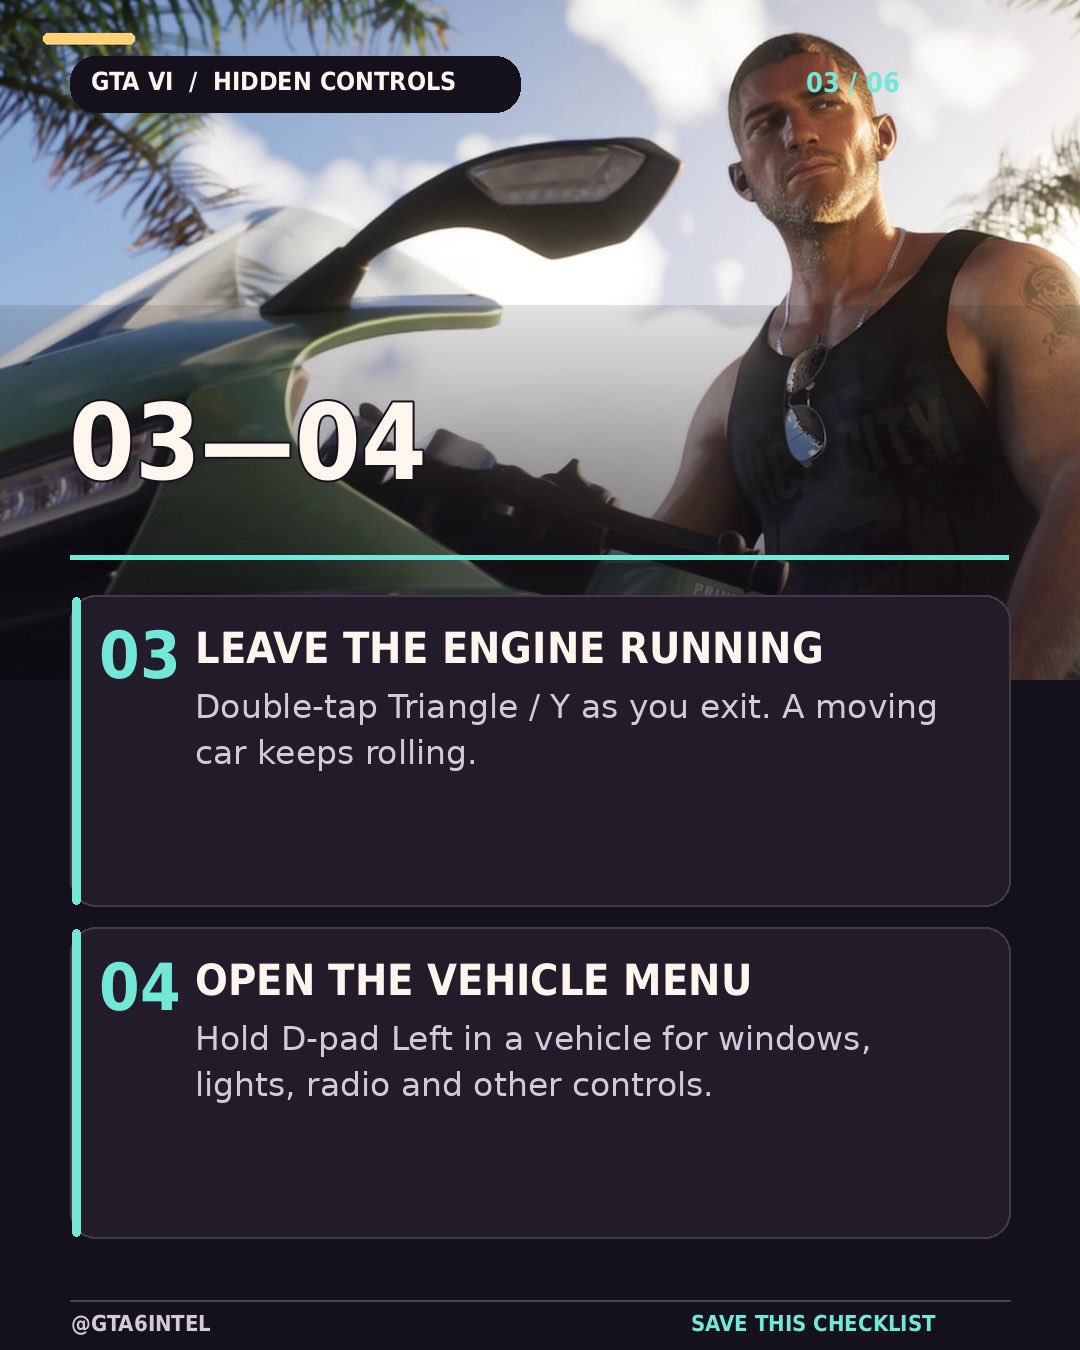 GTA VI / HIDDEN CONTROLS
03 / 06
03—04
03 LEAVE THE ENGINE RUNNING
Double-tap Triangle / Y as you exit. A moving
car keeps rolling.
04 OPEN THE VEHICLE MENU
Hold D-pad Left in a vehicle for windows,
lights, radio and other controls.
@GTA6INTEL
SAVE THIS CHECKLIST